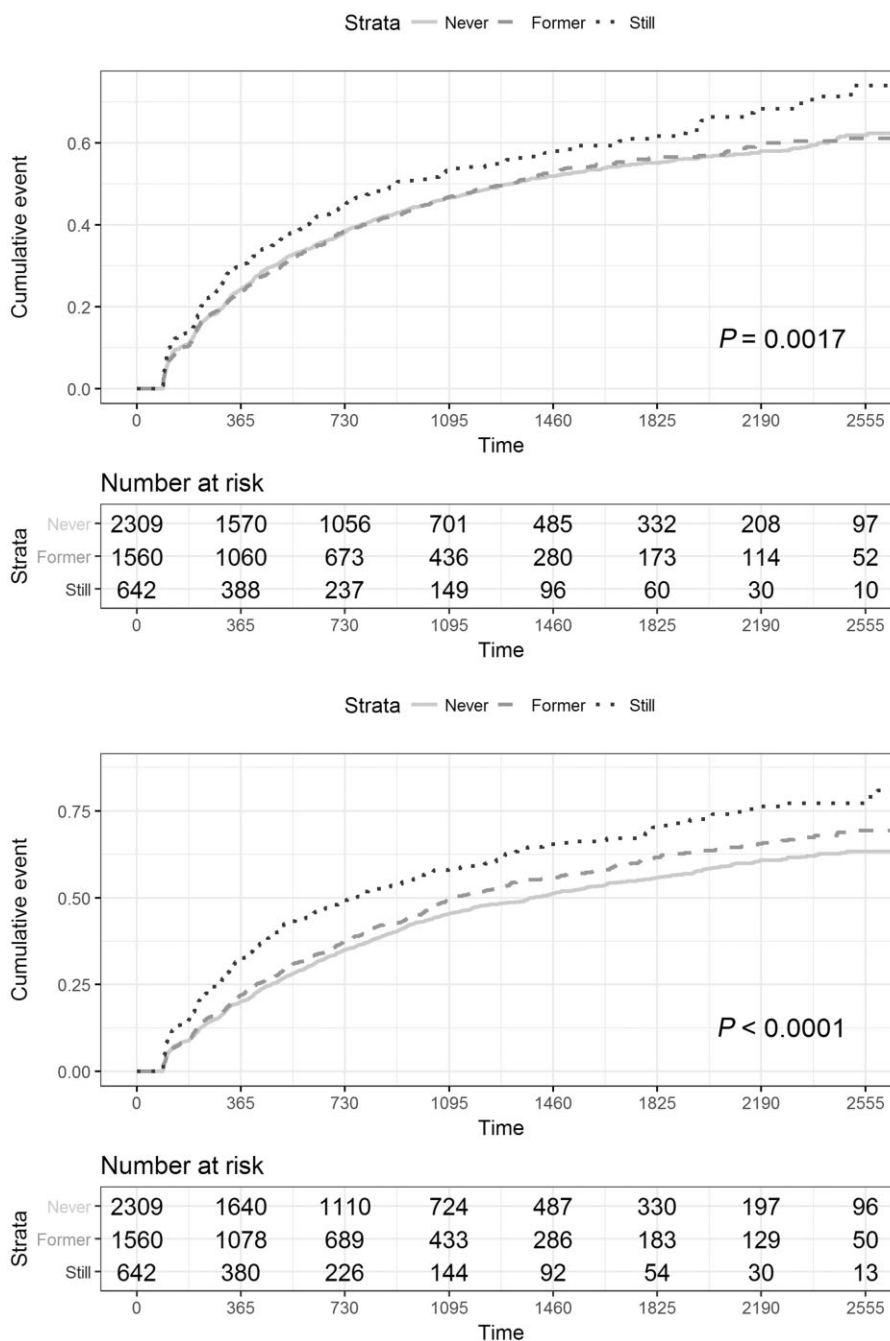 Strata Never Former Still
Cumulative event
0.6
0.4
0.2
0.0
P = 0.0017
0 365 730 1095 1460 1825 2190 2555
Time
Number at risk
Strata
Never 2309 1570 1056 701 485 332 208 97
Former 1560 1060 673 436 280 173 114 52
Still 642 388 237 149 96 60 30 10
0 365 730 1095 1460 1825 2190 2555
Time
Strata Never Former Still
Cumulative event
0.75
0.50
0.25
0.00
P < 0.0001
0 365 730 1095 1460 1825 2190 2555
Time
Number at risk
Strata
Never 2309 1640 1110 724 487 330 197 96
Former 1560 1078 689 433 286 183 129 50
Still 642 380 226 144 92 54 30 13
0 365 730 1095 1460 1825 2190 2555
Time